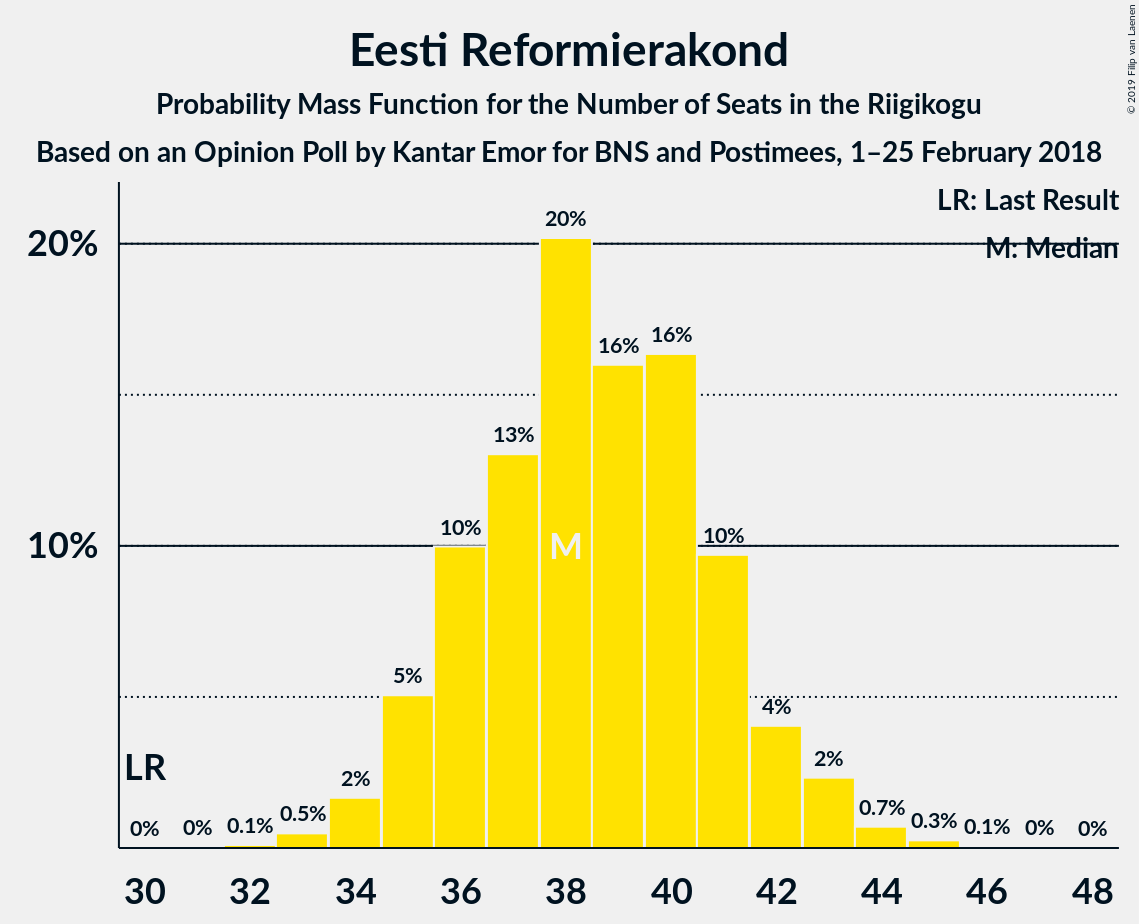 Eesti Reformierakond
Probability Mass Function for the Number of Seats in the Riigikogu
Based on an Opinion Poll by Kantar Emor for BNS and Postimees, 1–25 February 2018
© 2019 Filip van Laenen
LR: Last Result
M: Median
20%
10%
LR
M
0%
0%
0.1%
0.5%
2%
5%
10%
13%
20%
16%
16%
10%
4%
2%
0.7%
0.3%
0.1%
0%
0%
30 32 34 36 38 40 42 44 46 48